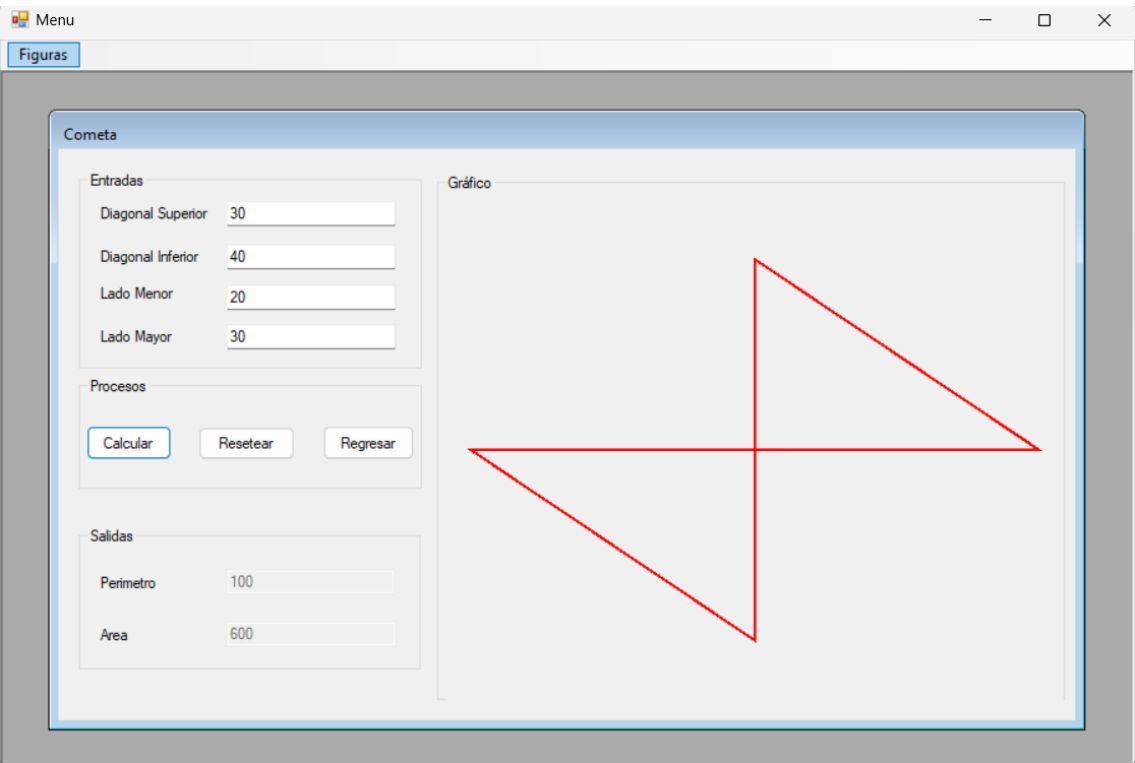 Menu
Figuras
Cometa
Entradas
Diagonal Superior 30
Diagonal Inferior 40
Lado Menor 20
Lado Mayor 30
Procesos
Calcular Resetear Regresar
Salidas
Perimetro 100
Area 600
Gráfico